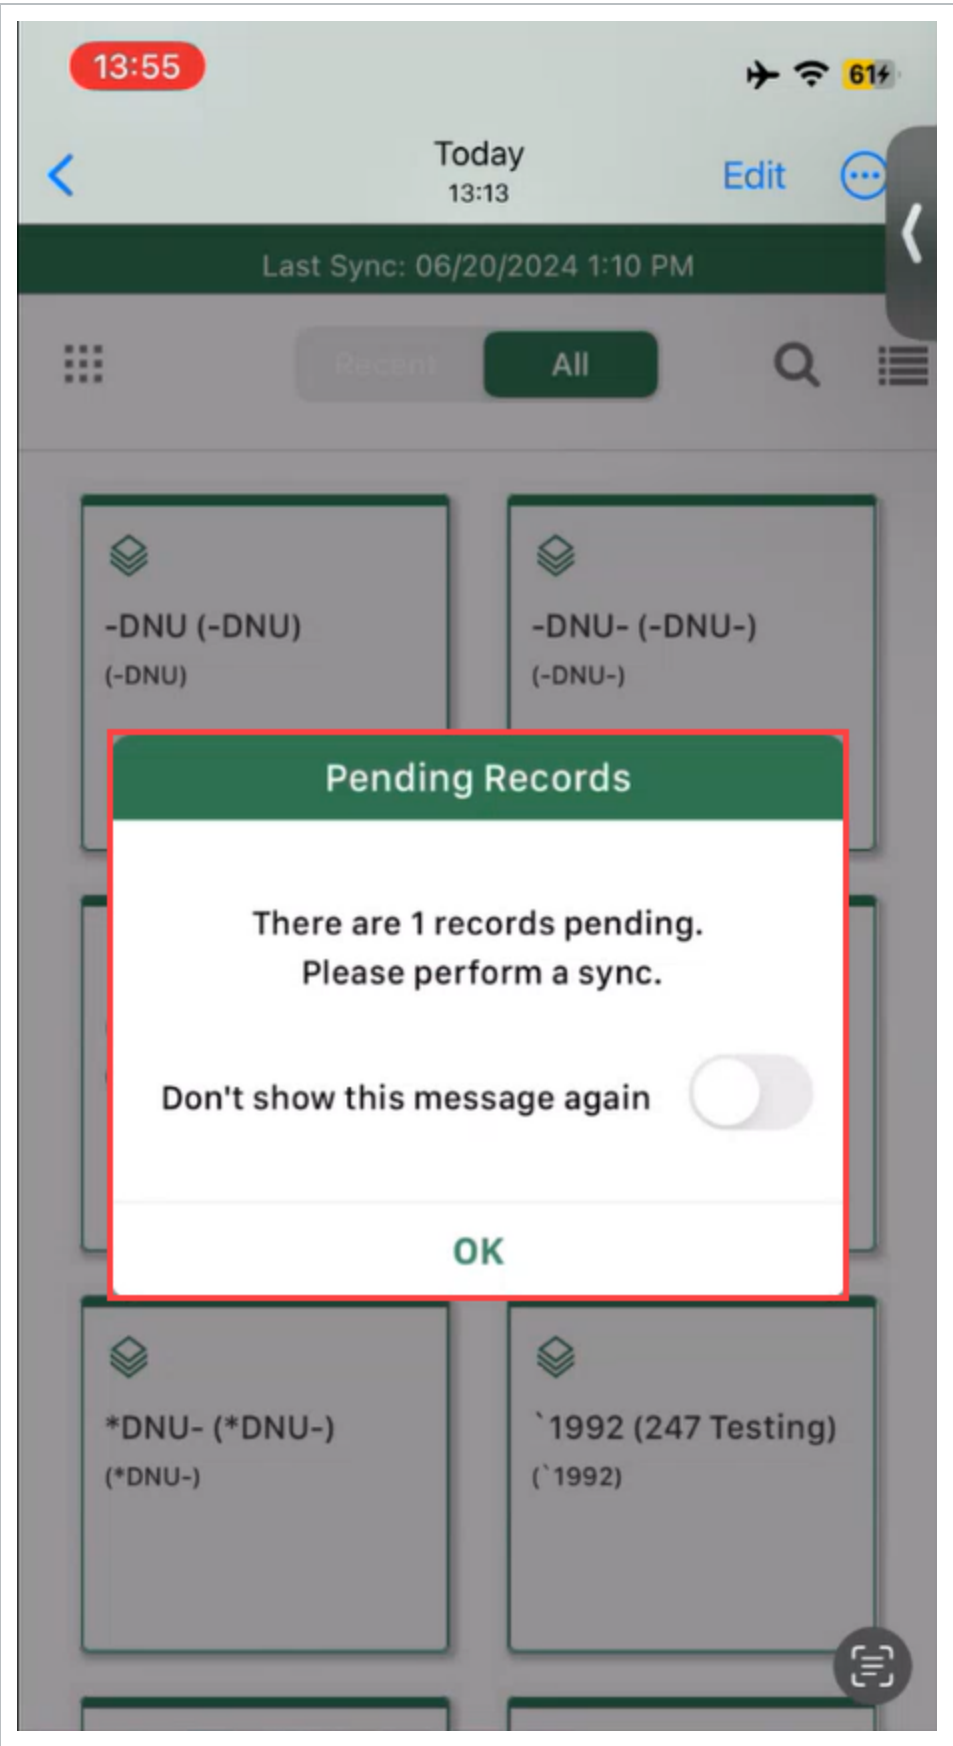 13:55
61
Today
13:13
Edit
Last Sync: 06/20/2024 1:10 PM
Recent
All
-DNU (-DNU)
(-DNU)
-DNU- (-DNU-)
(-DNU-)
Pending Records
There are 1 records pending.
Please perform a sync.
Don't show this message again
OK
*DNU- (*DNU-)
(*DNU-)
`1992 (247 Testing)
(`1992)